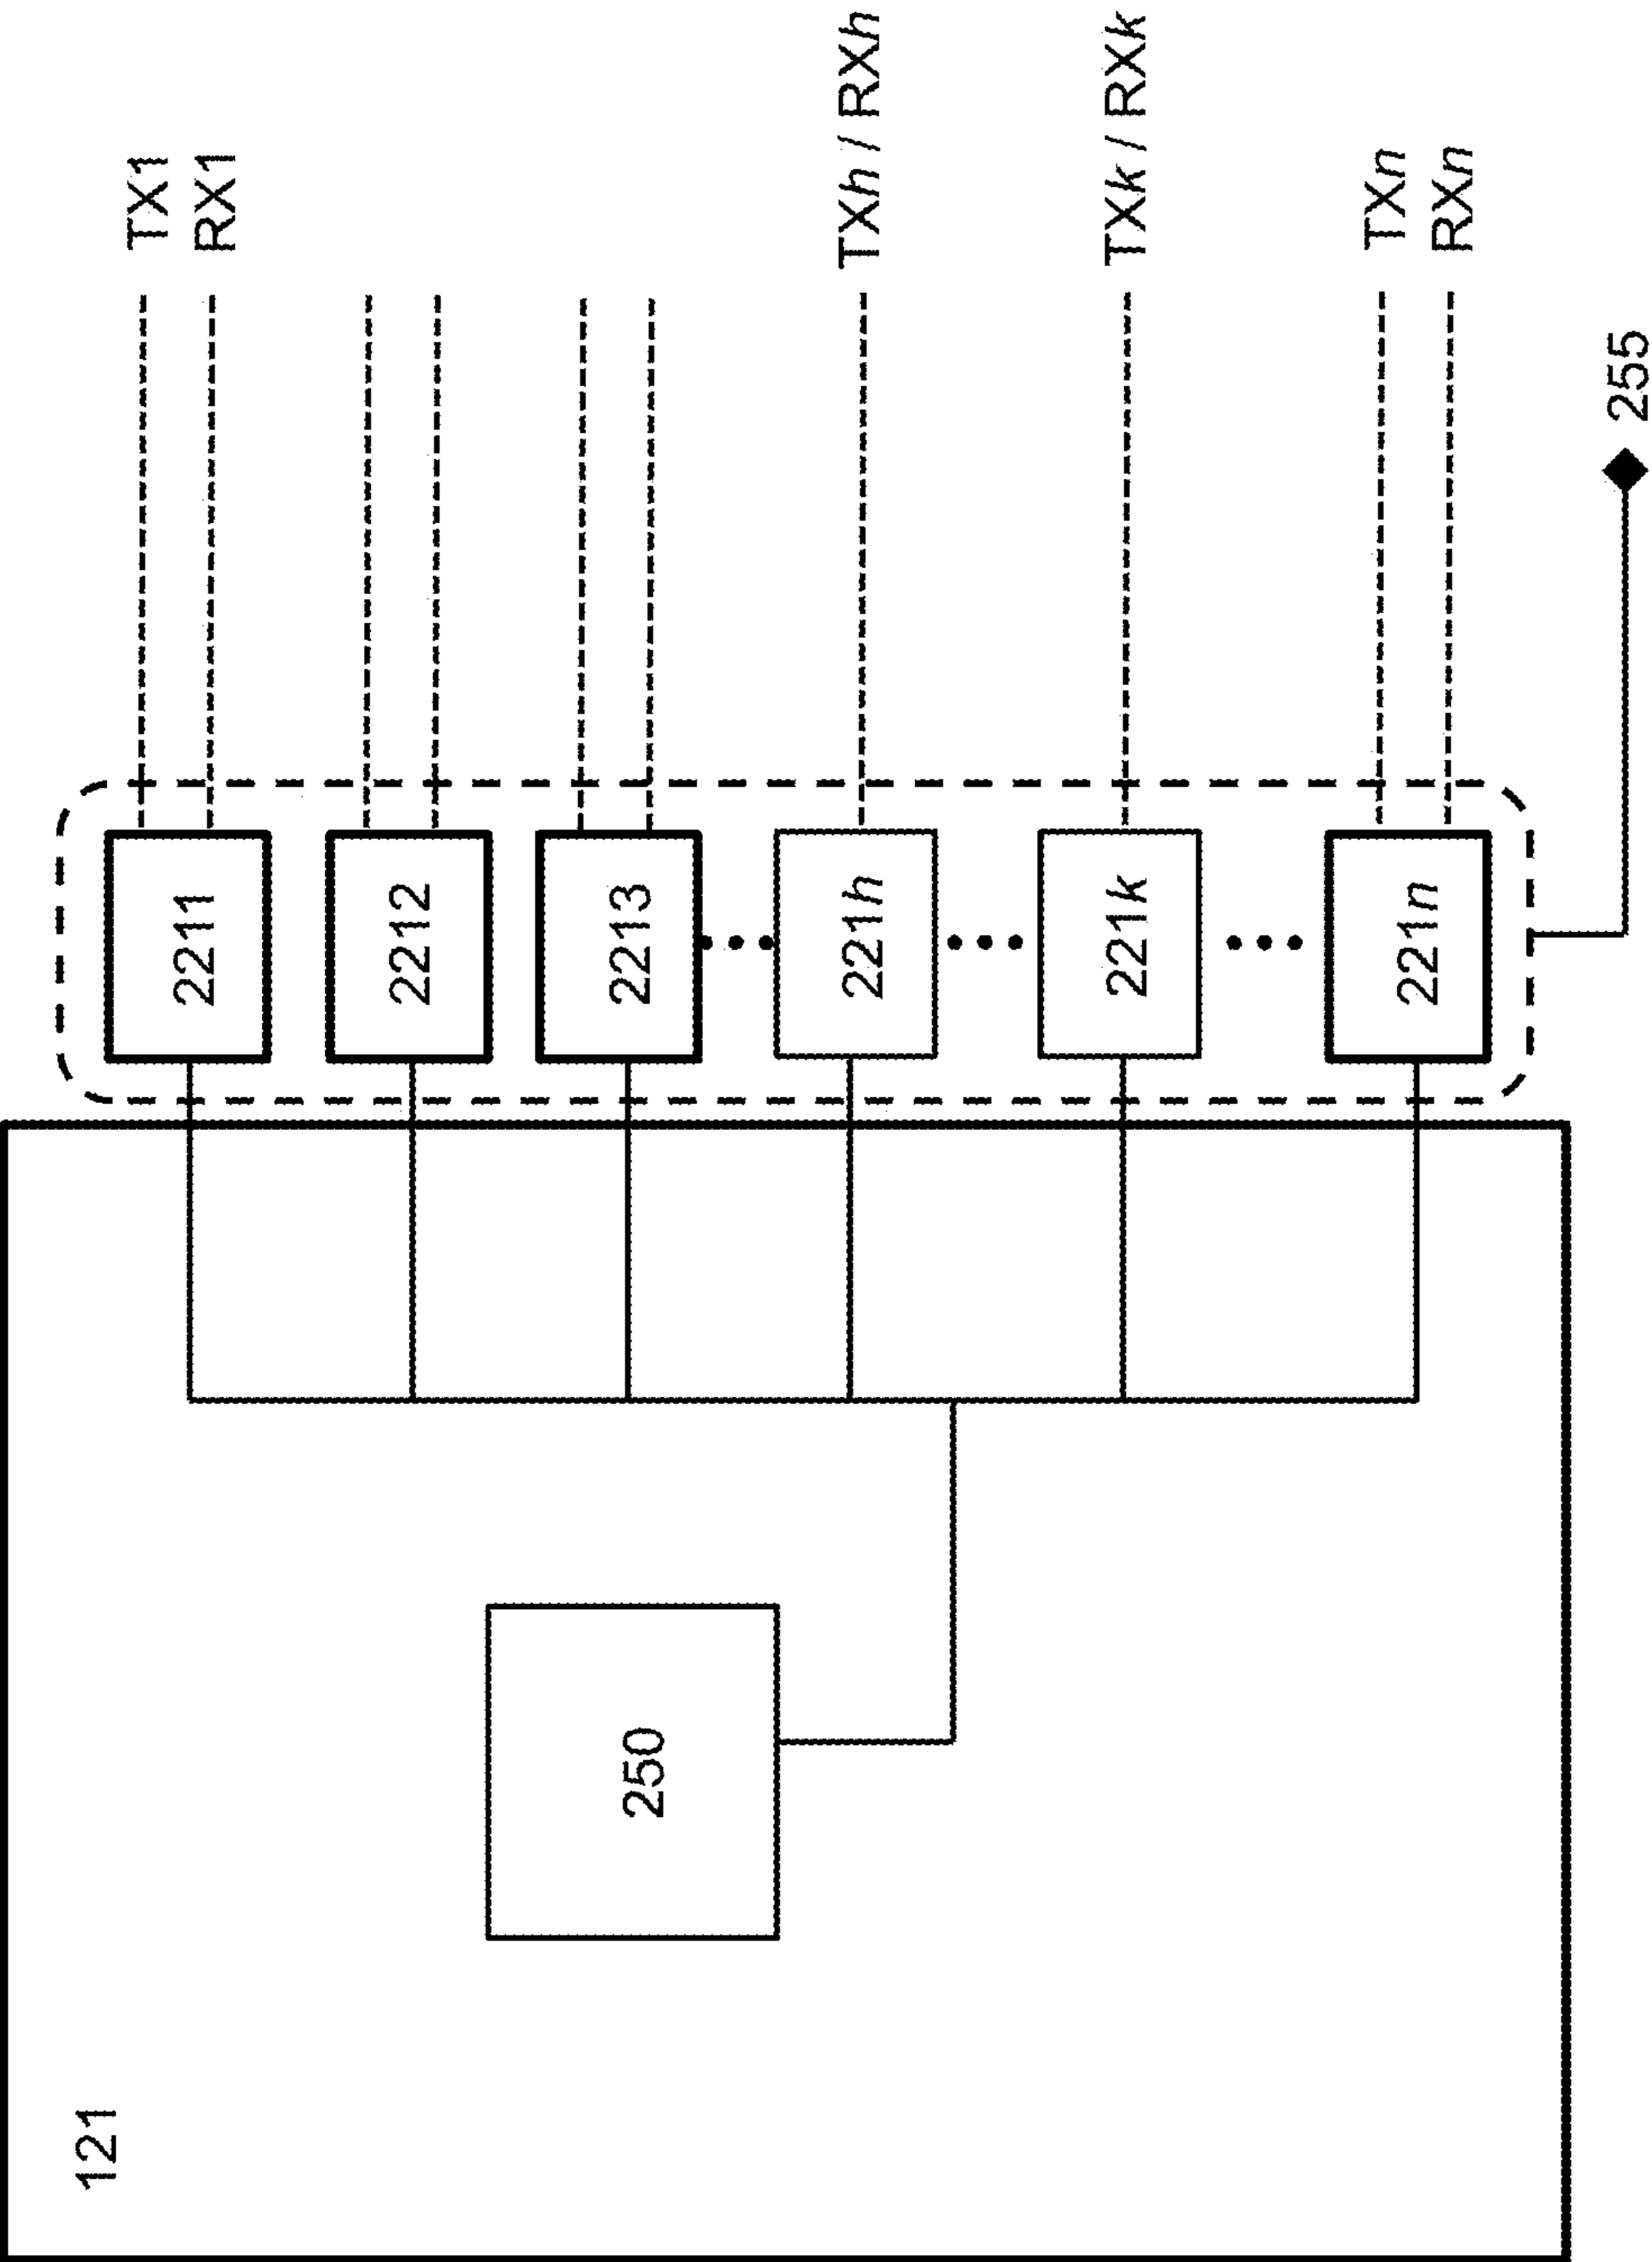 121
250
2211
2212
2213
221h
221k
221n
TX1
RX1
TXh / RXh
TXk / RXk
TXn
RXn
255